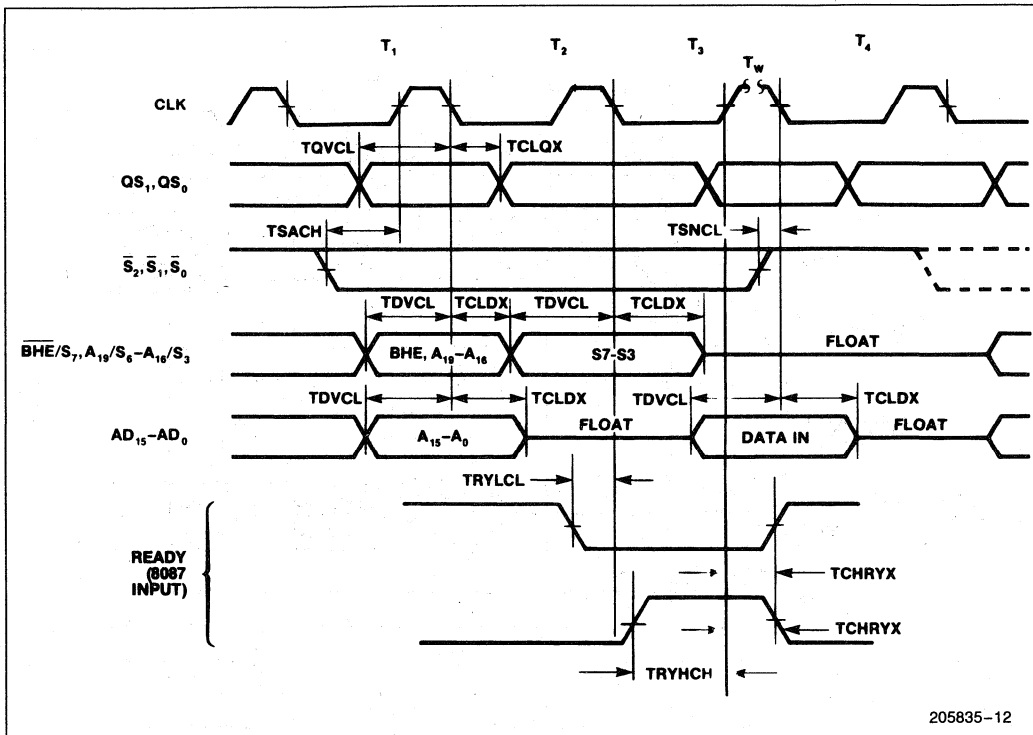 T₁ T₂ T₃ T_W T₄
CLK
TQVCL TCLQX
QS₁, QS₀
TSACH TSNCL
S̅₂, S̅₁, S̅₀
TDVCL TCLDX TDVCL TCLDX
B̅H̅E̅/S₇, A₁₉/S₆–A₁₆/S₃ BHE, A₁₉–A₁₆ S7-S3 FLOAT
TDVCL TCLDX TDVCL TCLDX
AD₁₅–AD₀ A₁₅–A₀ FLOAT DATA IN FLOAT
TRYLCL
READY
(8087
INPUT)
TCHRYX
TCHRYX
TRYHCH
205835–12